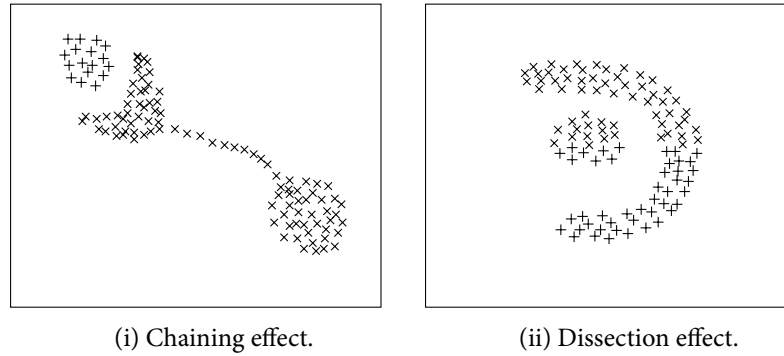 (i) Chaining effect.
(ii) Dissection effect.